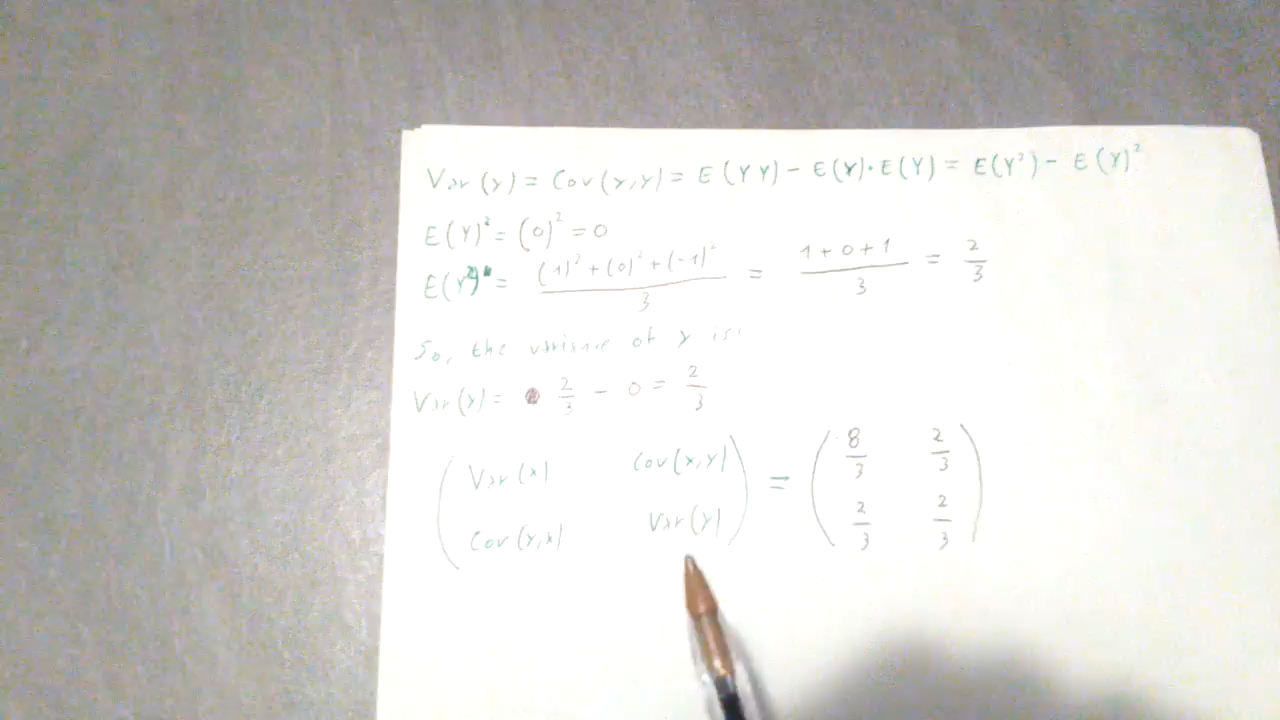 Var(Y) = Cov(Y,Y) = E(YY) - E(Y)·E(Y) = E(Y²) - E(Y)²
E(Y)² = (0)² = 0
E(Y²) = ((1)² + (0)² + (-1)²)/3 = (1+0+1)/3 = 2/3
So, the variance of Y is:
Var(Y) = 2/3 - 0 = 2/3
( Var(X) Cov(X,Y) ) = ( 8/3 2/3 )
( Cov(Y,X) Var(Y) ) ( 2/3 2/3 )